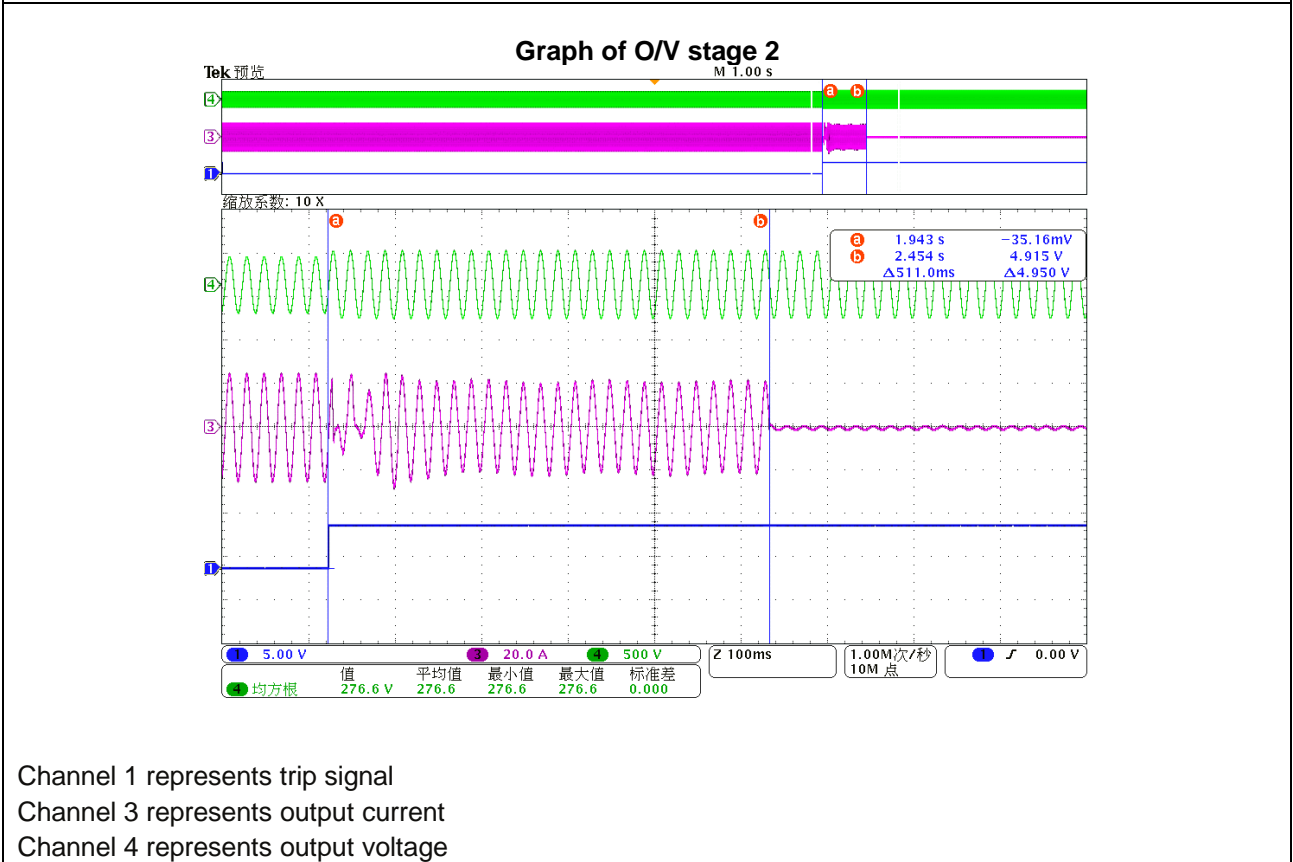 Graph of O/V stage 2
Tek 预览 M 1.00 s
a b
4
3
1
缩放系数: 10 X
a b
a 1.943 s −35.16mV
b 2.454 s 4.915 V
Δ511.0ms Δ4.950 V
4
3
1
1 5.00 V 3 20.0 A 4 500 V Z 100ms 1.00M次/秒 1 0.00 V
10M 点
值 平均值 最小值 最大值 标准差
4 均方根 276.6 V 276.6 276.6 276.6 0.000
Channel 1 represents trip signal
Channel 3 represents output current
Channel 4 represents output voltage